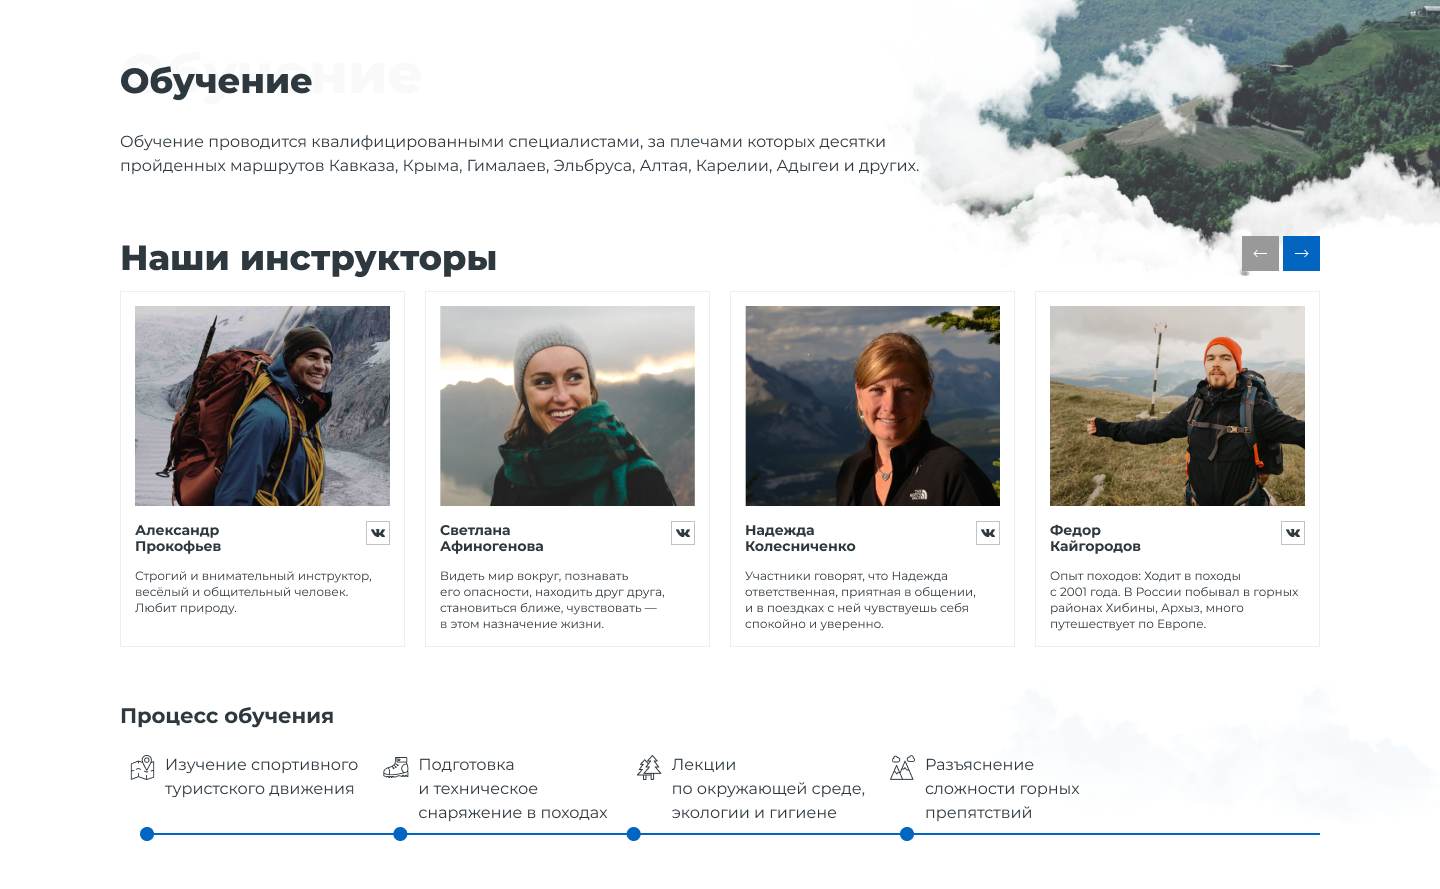 Обучение
Обучение проводится квалифицированными специалистами, за плечами которых десятки
пройденных маршрутов Кавказа, Крыма, Гималаев, Эльбруса, Алтая, Карелии, Адыгеи и других.
Наши инструкторы
Александр
Прокофьев
Строгий и внимательный инструктор,
весёлый и общительный человек.
Любит природу.
Светлана
Афиногенова
Видеть мир вокруг, познавать
его опасности, находить друг друга,
становиться ближе, чувствовать —
в этом назначение жизни.
THE
NORTH
FACE
Надежда
Колесниченко
Участники говорят, что Надежда
ответственная, приятная в общении,
и в поездках с ней чувствуешь себя
спокойно и уверенно.
Федор
Кайгородов
Опыт походов: Ходит в походы
с 2001 года. В России побывал в горных
районах Хибины, Архыз, много
путешествует по Европе.
Процесс обучения
Изучение спортивного
туристского движения
Подготовка
и техническое
снаряжение в походах
Лекции
по окружающей среде,
экологии и гигиене
Разъяснение
сложности горных
препятствий